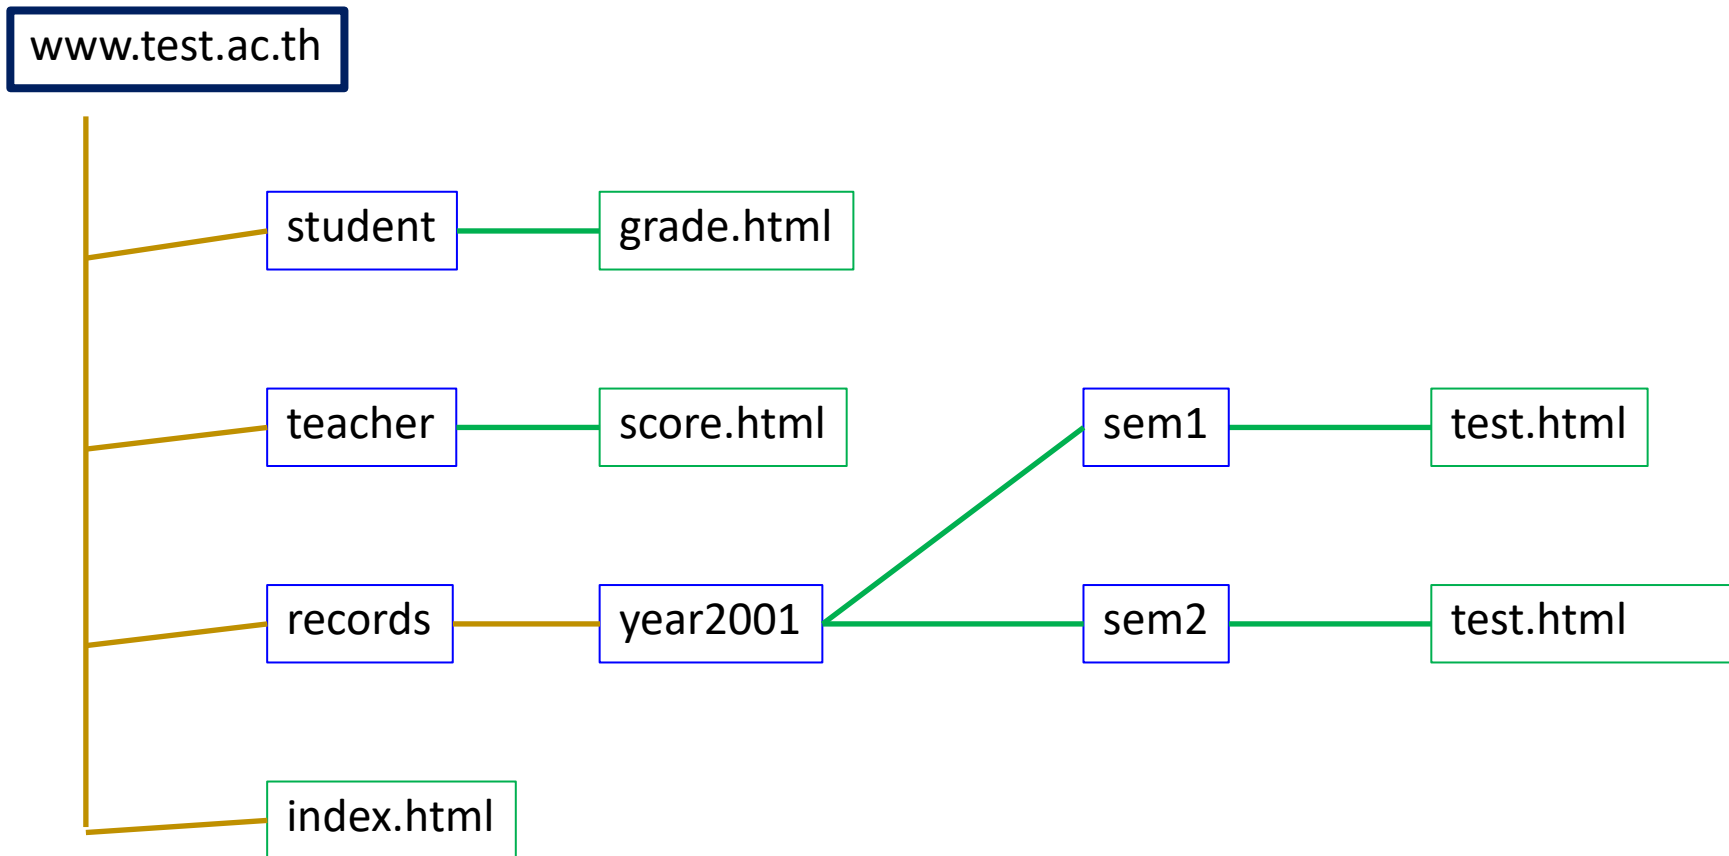 www.test.ac.th
student
grade.html
teacher
score.html
sem1
test.html
records
year2001
sem2
test.html
index.html